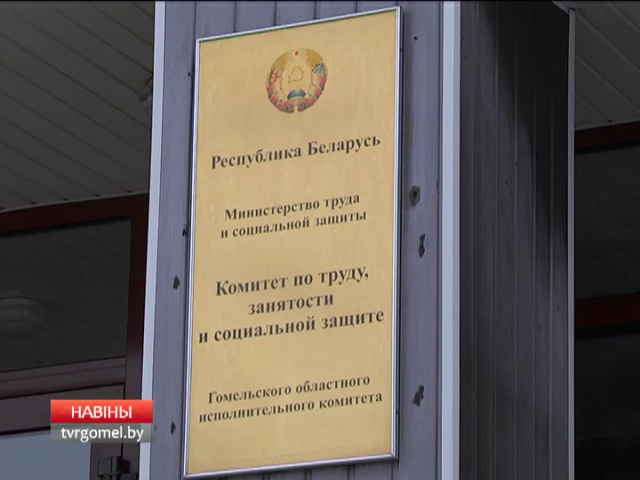 Республика Беларусь
Министерство труда
и социальной защиты
Комитет по труду,
занятости
и социальной защите
Гомельского областного
исполнительного комитета
НАВІНЫ
tvrgomel.by